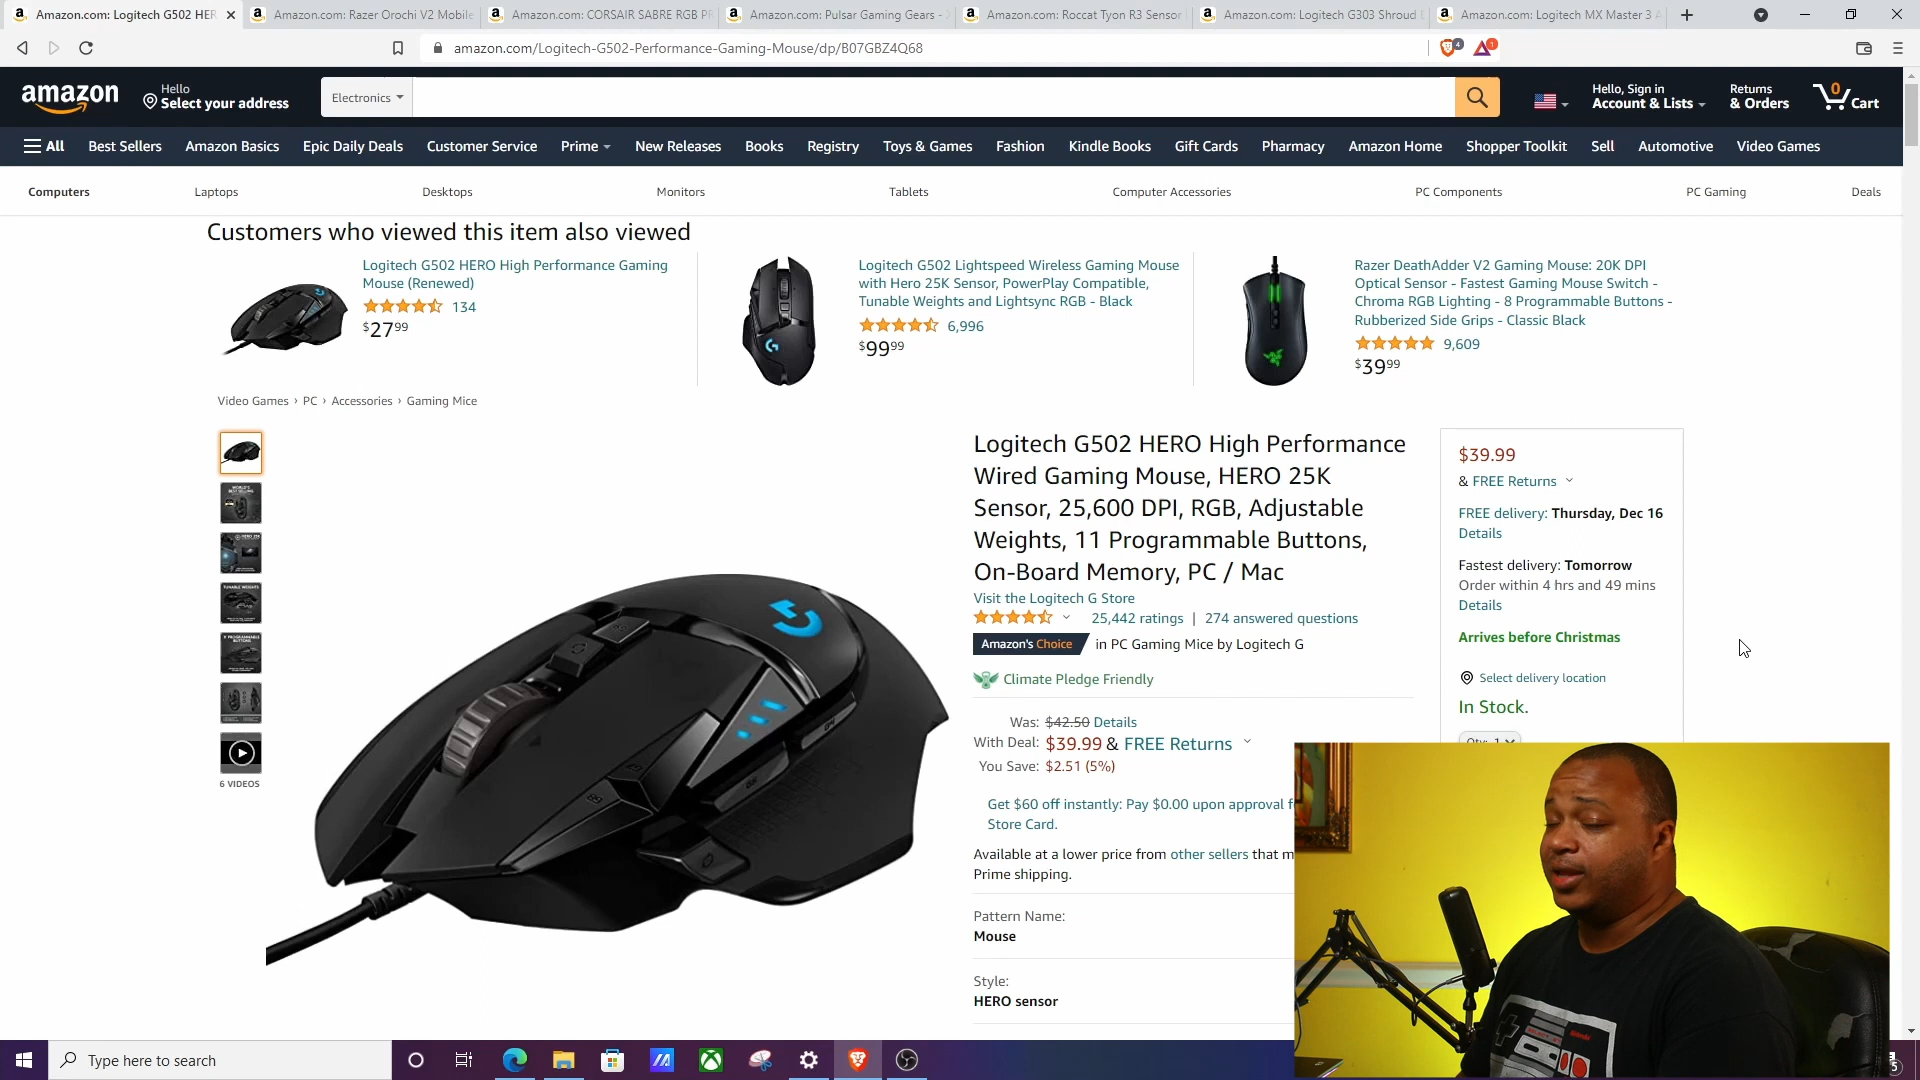 Amazon.com: Logitech G502 HER
Amazon.com: Razer Orochi V2 Mobile
Amazon.com: CORSAIR SABRE RGB PR
Amazon.com: Pulsar Gaming Gears -
Amazon.com: Roccat Tyon R3 Sensor
Amazon.com: Logitech G303 Shroud E
Amazon.com: Logitech MX Master 3 A
amazon.com/Logitech-G502-Performance-Gaming-Mouse/dp/B07GBZ4Q68
4
1
amazon
Hello
Select your address
Electronics
Hello, Sign in
Account & Lists
Returns
& Orders
0
Cart
All
Best Sellers
Amazon Basics
Epic Daily Deals
Customer Service
Prime
New Releases
Books
Registry
Toys & Games
Fashion
Kindle Books
Gift Cards
Pharmacy
Amazon Home
Shopper Toolkit
Sell
Automotive
Video Games
Computers
Laptops
Desktops
Monitors
Tablets
Computer Accessories
PC Components
PC Gaming
Deals
Customers who viewed this item also viewed
Logitech G502 HERO High Performance Gaming
Mouse (Renewed)
134
$27.99
Logitech G502 Lightspeed Wireless Gaming Mouse
with Hero 25K Sensor, PowerPlay Compatible,
Tunable Weights and Lightsync RGB - Black
6,996
$99.99
Razer DeathAdder V2 Gaming Mouse: 20K DPI
Optical Sensor - Fastest Gaming Mouse Switch -
Chroma RGB Lighting - 8 Programmable Buttons -
Rubberized Side Grips - Classic Black
9,609
$39.99
Video Games › PC › Accessories › Gaming Mice
6 VIDEOS
Logitech G502 HERO High Performance
Wired Gaming Mouse, HERO 25K
Sensor, 25,600 DPI, RGB, Adjustable
Weights, 11 Programmable Buttons,
On-Board Memory, PC / Mac
Visit the Logitech G Store
25,442 ratings | 274 answered questions
Amazon's Choice in PC Gaming Mice by Logitech G
Climate Pledge Friendly
Was: $42.50 Details
With Deal: $39.99 & FREE Returns
You Save: $2.51 (5%)
Get $60 off instantly: Pay $0.00 upon approval
Store Card.
Available at a lower price from other sellers that
Prime shipping.
Pattern Name:
Mouse
Style:
HERO sensor
$39.99
& FREE Returns
FREE delivery: Thursday, Dec 16
Details
Fastest delivery: Tomorrow
Order within 4 hrs and 49 mins
Details
Arrives before Christmas
Select delivery location
In Stock.
Qty: 1
Type here to search